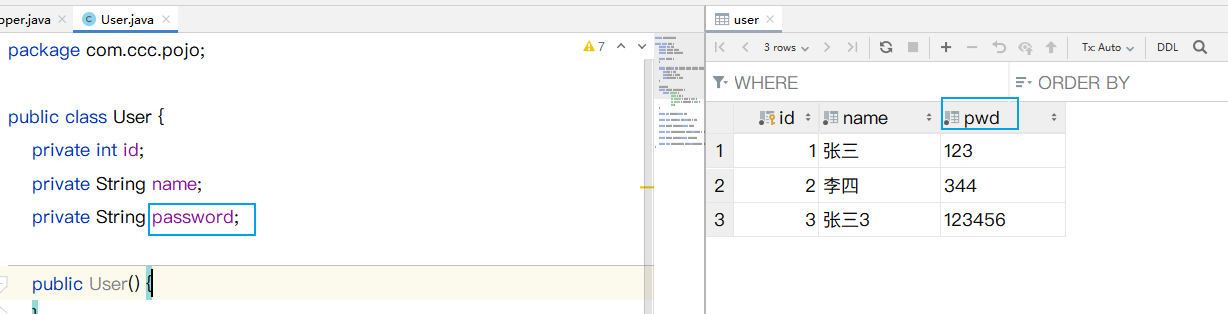 pper.java
User.java
package com.ccc.pojo;
7
public class User {
private int id;
private String name;
private String password;
public User() {
}
user
3 rows
Tx: Auto
DDL
WHERE
ORDER BY
id name pwd
1 1 张三 123
2 2 李四 344
3 3 张三3 123456